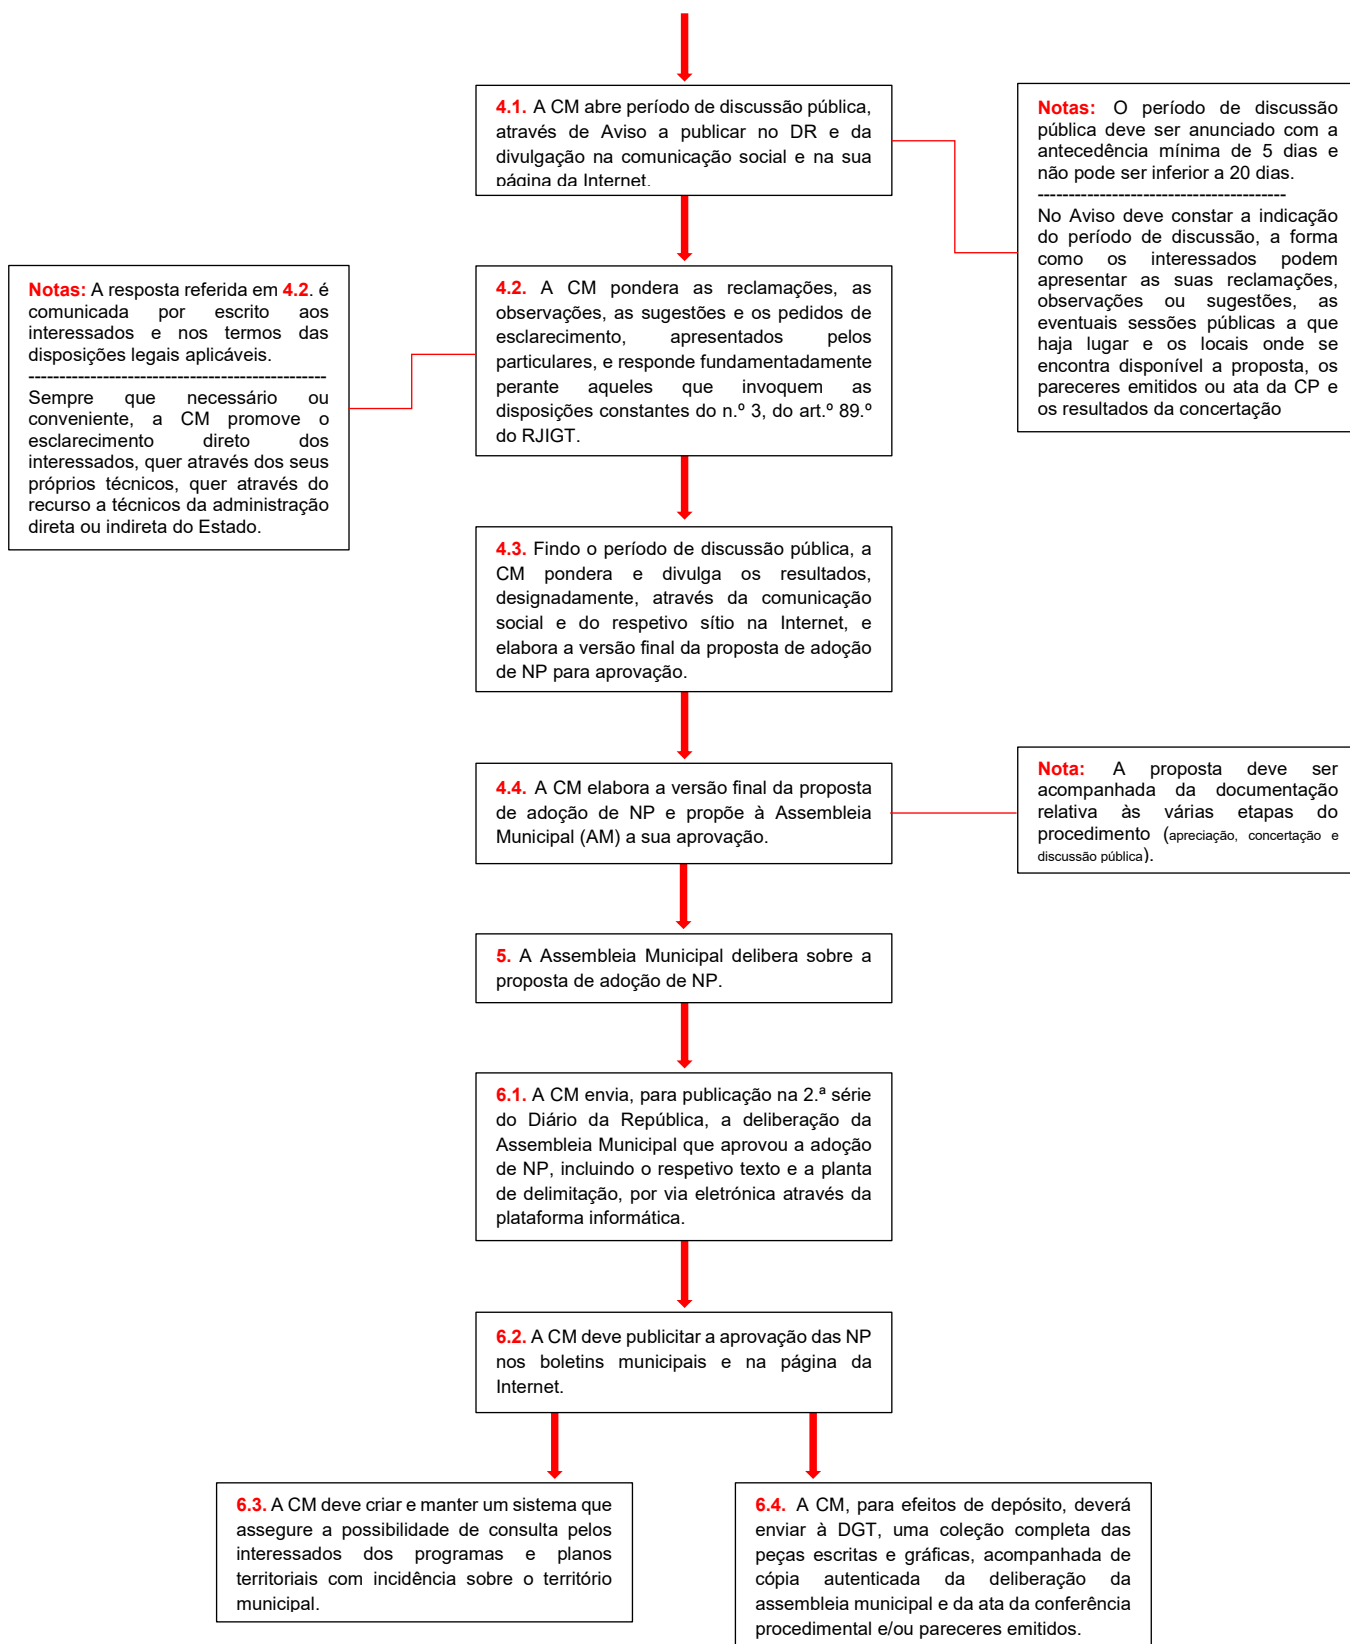 4.1. A CM abre período de discussão pública,
através de Aviso a publicar no DR e da
divulgação na comunicação social e na sua
página da Internet.
Notas: O período de discussão
pública deve ser anunciado com a
antecedência mínima de 5 dias e
não pode ser inferior a 20 dias.
----------------------------------------
No Aviso deve constar a indicação
do período de discussão, a forma
como os interessados podem
apresentar as suas reclamações,
observações ou sugestões, as
eventuais sessões públicas a que
haja lugar e os locais onde se
encontra disponível a proposta, os
pareceres emitidos ou ata da CP e
os resultados da concertação
Notas: A resposta referida em 4.2. é
comunicada por escrito aos
interessados e nos termos das
disposições legais aplicáveis.
------------------------------------------------
Sempre que necessário ou
conveniente, a CM promove o
esclarecimento direto dos
interessados, quer através dos seus
próprios técnicos, quer através do
recurso a técnicos da administração
direta ou indireta do Estado.
4.2. A CM pondera as reclamações, as
observações, as sugestões e os pedidos de
esclarecimento, apresentados pelos
particulares, e responde fundamentadamente
perante aqueles que invoquem as
disposições constantes do n.º 3, do art.º 89.º
do RJIGT.
4.3. Findo o período de discussão pública, a
CM pondera e divulga os resultados,
designadamente, através da comunicação
social e do respetivo sítio na Internet, e
elabora a versão final da proposta de adoção
de NP para aprovação.
4.4. A CM elabora a versão final da proposta
de adoção de NP e propõe à Assembleia
Municipal (AM) a sua aprovação.
Nota: A proposta deve ser
acompanhada da documentação
relativa às várias etapas do
procedimento (apreciação, concertação e
discussão pública).
5. A Assembleia Municipal delibera sobre a
proposta de adoção de NP.
6.1. A CM envia, para publicação na 2.ª série
do Diário da República, a deliberação da
Assembleia Municipal que aprovou a adoção
de NP, incluindo o respetivo texto e a planta
de delimitação, por via eletrónica através da
plataforma informática.
6.2. A CM deve publicitar a aprovação das NP
nos boletins municipais e na página da
Internet.
6.3. A CM deve criar e manter um sistema que
assegure a possibilidade de consulta pelos
interessados dos programas e planos
territoriais com incidência sobre o território
municipal.
6.4. A CM, para efeitos de depósito, deverá
enviar à DGT, uma coleção completa das
peças escritas e gráficas, acompanhada de
cópia autenticada da deliberação da
assembleia municipal e da ata da conferência
procedimental e/ou pareceres emitidos.